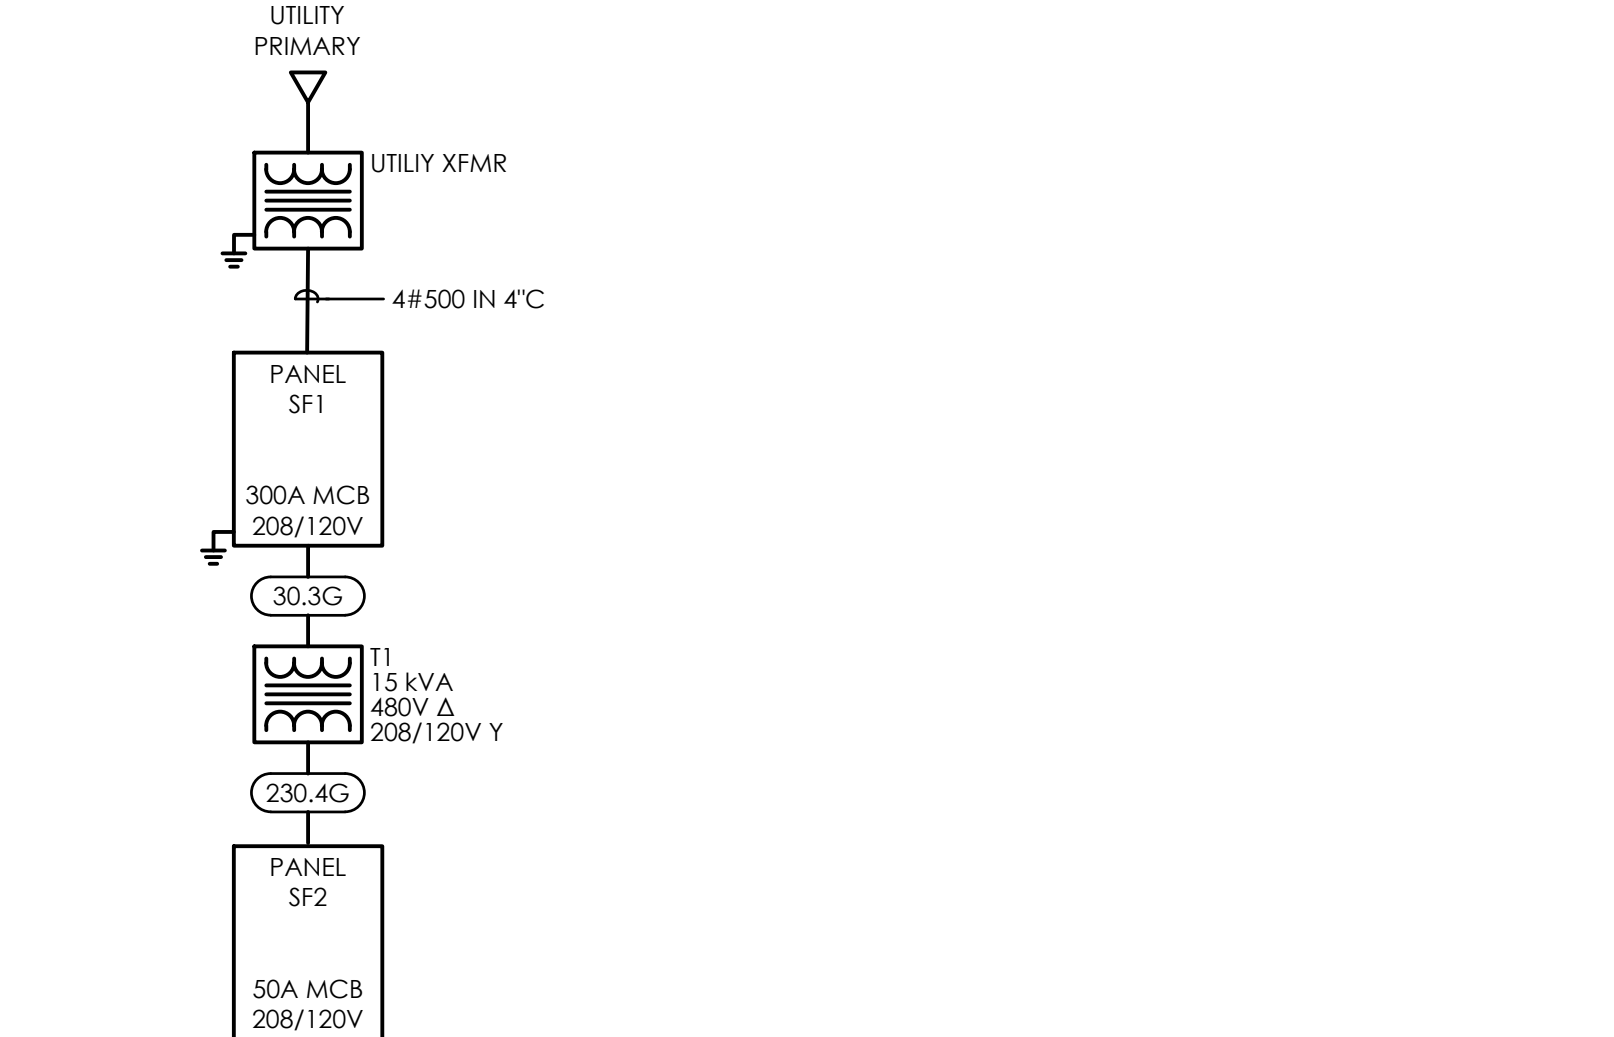 UTILITY
PRIMARY
UTILIY XFMR
4#500 IN 4"C
PANEL
SF1
300A MCB
208/120V
30.3G
T1
15 kVA
480V Δ
208/120V Y
230.4G
PANEL
SF2
50A MCB
208/120V